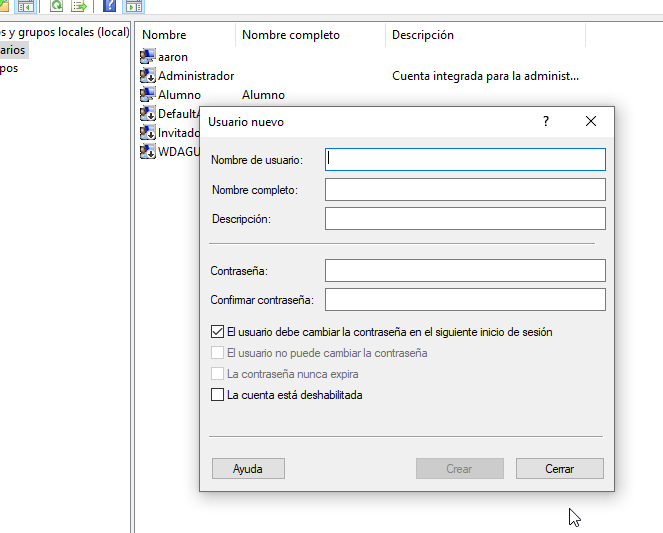 s y grupos locales (local)
arios
pos
Nombre
Nombre completo
Descripción
aaron
Administrador
Cuenta integrada para la administ...
Alumno
Alumno
DefaultA
Invitado
WDAGU
Usuario nuevo
?
Nombre de usuario:
Nombre completo:
Descripción:
Contraseña:
Confirmar contraseña:
El usuario debe cambiar la contraseña en el siguiente inicio de sesión
El usuario no puede cambiar la contraseña
La contraseña nunca expira
La cuenta está deshabilitada
Ayuda
Crear
Cerrar